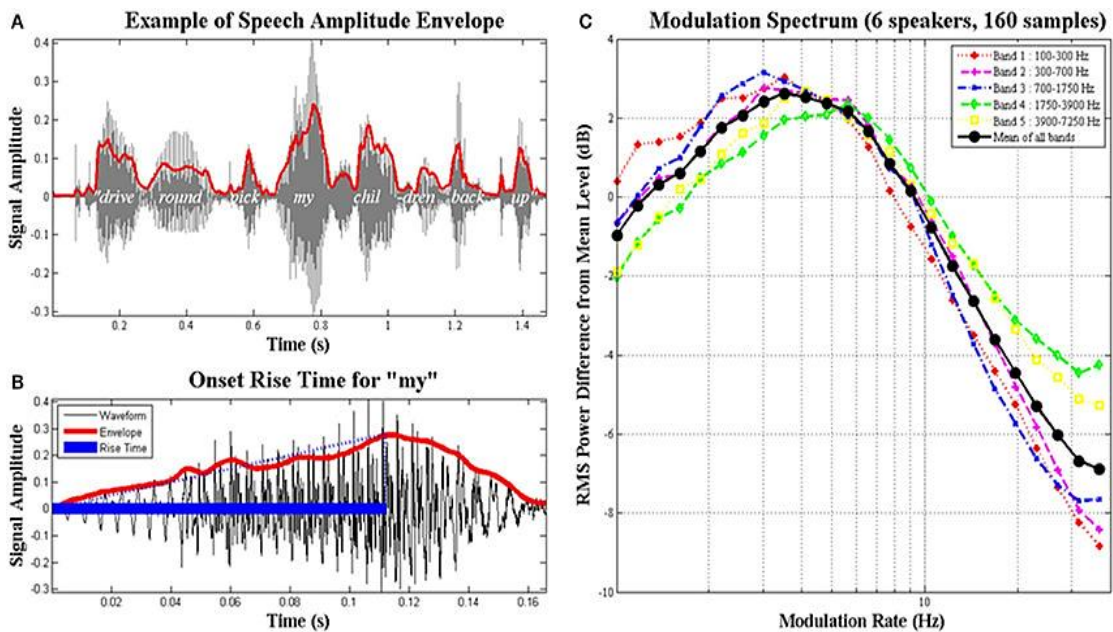 A
Example of Speech Amplitude Envelope
0.4
0.3
0.2
0.1
0
-0.1
-0.2
-0.3
Signal Amplitude
drive round pick my chil -dren back up
0.2 0.4 0.6 0.8 1 1.2 1.4
Time (s)
B
Onset Rise Time for "my"
0.4
0.3
0.2
0.1
0
-0.1
-0.2
-0.3
Signal Amplitude
Waveform
Envelope
Rise Time
0.02 0.04 0.06 0.08 0.1 0.12 0.14 0.16
Time (s)
C
Modulation Spectrum (6 speakers, 160 samples)
4
2
0
-2
-4
-6
-8
-10
RMS Power Difference from Mean Level (dB)
Band 1 : 100-300 Hz
Band 2 : 300-700 Hz
Band 3 : 700-1750 Hz
Band 4 : 1750-3900 Hz
Band 5 : 3900-7250 Hz
Mean of all bands
10
Modulation Rate (Hz)